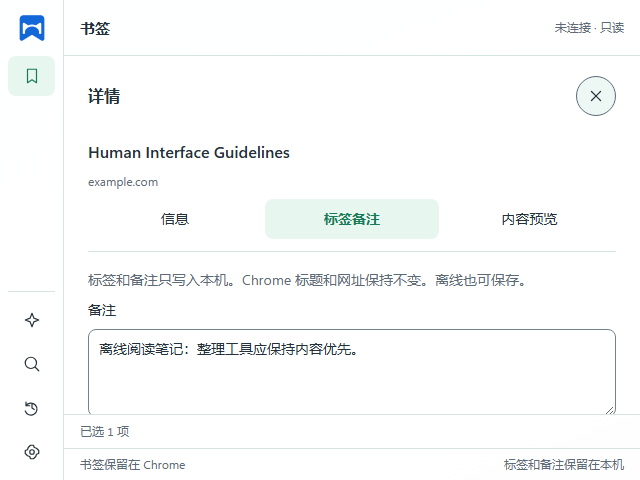 书签
未连接 · 只读
详情
Human Interface Guidelines
example.com
信息
标签备注
内容预览
标签和备注只写入本机。Chrome 标题和网址保持不变。离线也可保存。
备注
离线阅读笔记：整理工具应保持内容优先。
已选 1 项
书签保留在 Chrome
标签和备注保留在本机